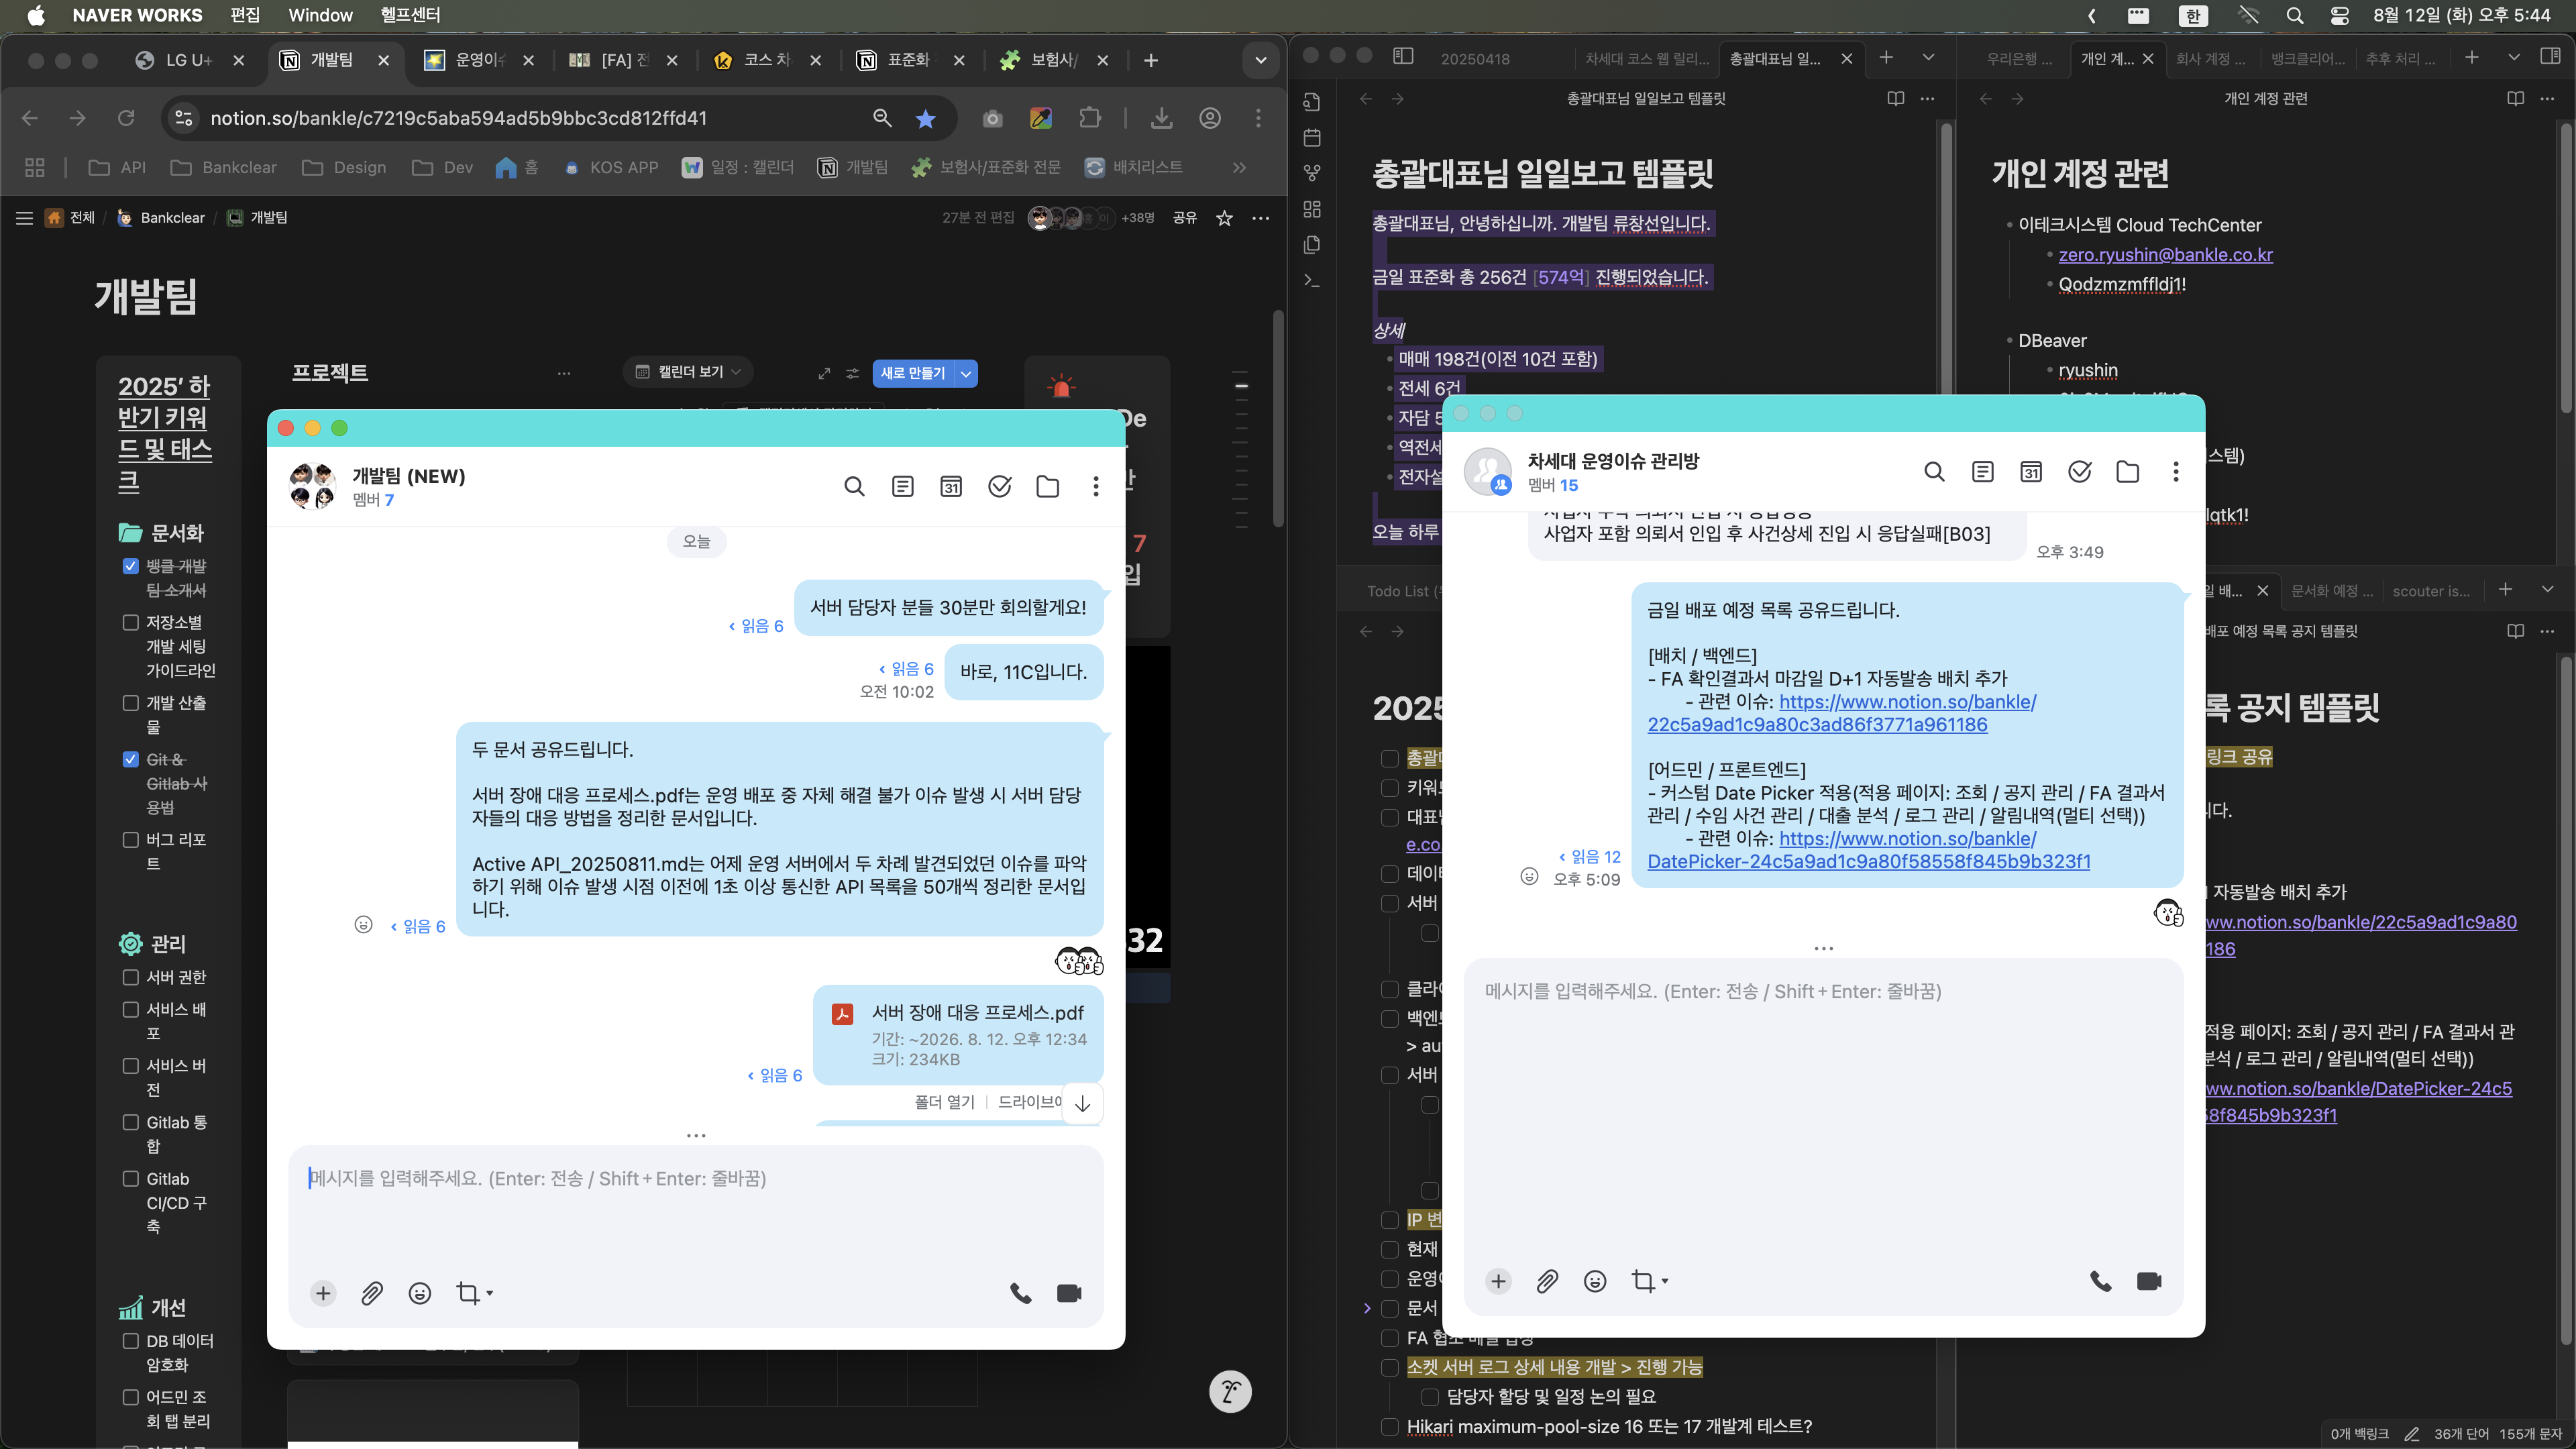 NAVER WORKS 편집 Window 헬프센터
한 8월 12일 (화) 오후 5:44
LG U+ 개발팀 운영이 [FA] 전 코스 차 표준화 보험사/
notion.so/bankle/c7219c5aba594ad5b9bbc3cd812ffd41
API Bankclear Design Dev 홈 KOS APP 일정 : 캘린더 개발팀 보험사/표준화 전문 배치리스트
전체 / Bankclear / 개발팀
27분 전 편집 +38명 공유
개발팀
2025' 하
반기 키워
드 및 태스
크
문서화
뱅클 개발
팀 소개서
저장소별
개발 세팅
가이드라인
개발 산출
물
Git &
Gitlab 사
용법
버그 리포
트
관리
서버 권한
서비스 배
포
서비스 버
전
Gitlab 통
합
Gitlab
CI/CD 구
축
개선
DB 데이터
암호화
어드민 조
회 탭 분리
프로젝트
캘린더 보기
새로 만들기
De
7
입
32
개발팀 (NEW)
멤버 7
오늘
서버 담당자 분들 30분만 회의할게요!
읽음 6
바로, 11C입니다.
읽음 6
오전 10:02
두 문서 공유드립니다.
서버 장애 대응 프로세스.pdf는 운영 배포 중 자체 해결 불가 이슈 발생 시 서버 담당
자들의 대응 방법을 정리한 문서입니다.
Active API_20250811.md는 어제 운영 서버에서 두 차례 발견되었던 이슈를 파악
하기 위해 이슈 발생 시점 이전에 1초 이상 통신한 API 목록을 50개씩 정리한 문서입
니다.
읽음 6
서버 장애 대응 프로세스.pdf
기간: ~2026. 8. 12. 오후 12:34
크기: 234KB
읽음 6
폴더 열기 | 드라이브에
메시지를 입력해주세요. (Enter: 전송 / Shift + Enter: 줄바꿈)
20250418 차세대 코스 웹 릴리... 총괄대표님 일...
총괄대표님 일일보고 템플릿
총괄대표님 일일보고 템플릿
총괄대표님, 안녕하십니까. 개발팀 류창선입니다.
금일 표준화 총 256건 [574억] 진행되었습니다.
상세
매매 198건(이전 10건 포함)
전세 6건
자담 5
역전세
전자설
오늘 하루
우리은행 ... 개인 계... 회사 계정 ... 뱅크클리어... 추후 처리 ...
개인 계정 관련
개인 계정 관련
이테크시스템 Cloud TechCenter
zero.ryushin@bankle.co.kr
Qodzmzmffldj1!
DBeaver
ryushin
스템)
lqtk1!
차세대 운영이슈 관리방
멤버 15
사업자 포함 의뢰서 인입 후 사건상세 진입 시 응답실패[B03]
오후 3:49
금일 배포 예정 목록 공유드립니다.
[배치 / 백엔드]
- FA 확인결과서 마감일 D+1 자동발송 배치 추가
- 관련 이슈: https://www.notion.so/bankle/
22c5a9ad1c9a80c3ad86f3771a961186
[어드민 / 프론트엔드]
- 커스텀 Date Picker 적용(적용 페이지: 조회 / 공지 관리 / FA 결과서
관리 / 수임 사건 관리 / 대출 분석 / 로그 관리 / 알림내역(멀티 선택))
- 관련 이슈: https://www.notion.so/bankle/
DatePicker-24c5a9ad1c9a80f58558f845b9b323f1
읽음 12
오후 5:09
메시지를 입력해주세요. (Enter: 전송 / Shift + Enter: 줄바꿈)
Todo List
2025
총괄대
키워드
대표님
e.co
데이
서버
클라이
백엔드
> au
서버
IP 변
현재
운영이
문서
소켓 서버 로그 상세 내용 개발 > 진행 가능
담당자 할당 및 일정 논의 필요
Hikari maximum-pool-size 16 또는 17 개발계 테스트?
일 배... 문서화 예정 ... scouter is...
배포 예정 목록 공지 템플릿
록 공지 템플릿
링크 공유
니다.
자동발송 배치 추가
ww.notion.so/bankle/22c5a9ad1c9a80
186
적용 페이지: 조회 / 공지 관리 / FA 결과서 관
분석 / 로그 관리 / 알림내역(멀티 선택))
ww.notion.so/bankle/DatePicker-24c5
58f845b9b323f1
0개 백링크 36개 단어 155개 문자